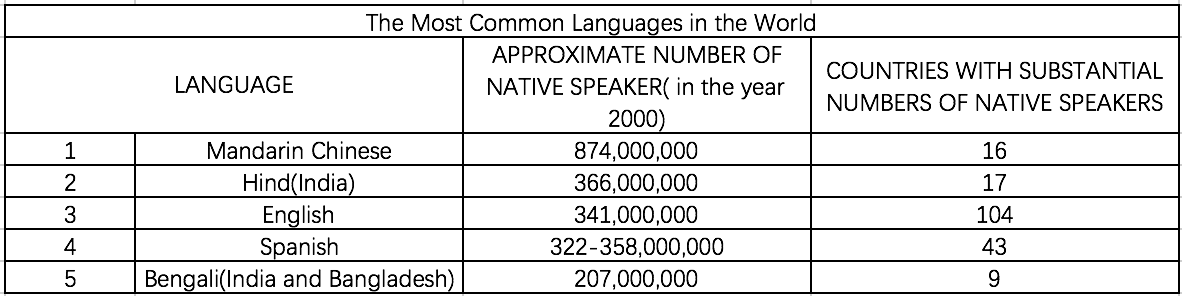 The Most Common Languages in the World
LANGUAGE
APPROXIMATE NUMBER OF
NATIVE SPEAKER( in the year
2000)
COUNTRIES WITH SUBSTANTIAL
NUMBERS OF NATIVE SPEAKERS
1 Mandarin Chinese 874,000,000 16
2 Hind(India) 366,000,000 17
3 English 341,000,000 104
4 Spanish 322-358,000,000 43
5 Bengali(India and Bangladesh) 207,000,000 9